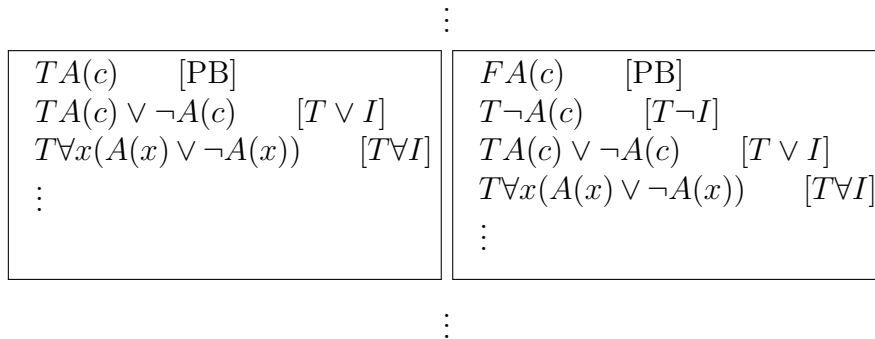 ⋮
TA(c) [PB]
TA(c) ∨ ¬A(c) [T ∨ I]
T∀x(A(x) ∨ ¬A(x)) [T∀I]
⋮
FA(c) [PB]
T¬A(c) [T¬I]
TA(c) ∨ ¬A(c) [T ∨ I]
T∀x(A(x) ∨ ¬A(x)) [T∀I]
⋮
⋮